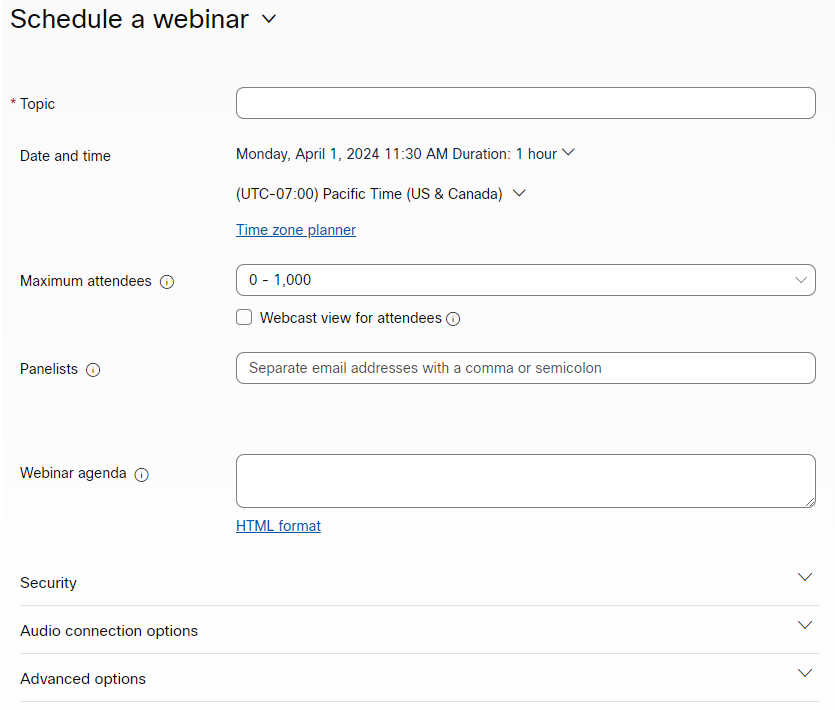 Schedule a webinar
* Topic
Date and time
Monday, April 1, 2024 11:30 AM Duration: 1 hour
(UTC-07:00) Pacific Time (US & Canada)
Time zone planner
Maximum attendees
0 - 1,000
Webcast view for attendees
Panelists
Separate email addresses with a comma or semicolon
Webinar agenda
HTML format
Security
Audio connection options
Advanced options